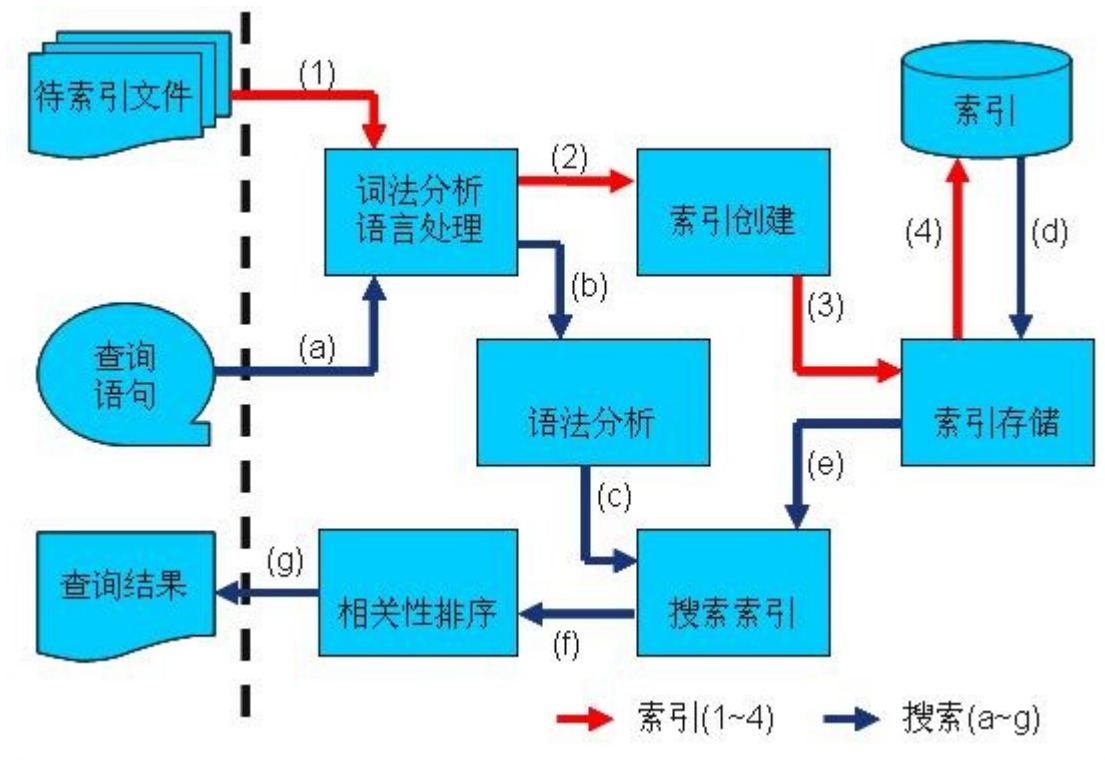 待索引文件
(1)
索引
词法分析
语言处理
(2)
索引创建
(4)
(d)
(b)
(3)
查询
语句
(a)
语法分析
索引存储
(e)
(c)
查询结果
(g)
相关性排序
(f)
搜索索引
索引(1~4)
搜索(a~g)